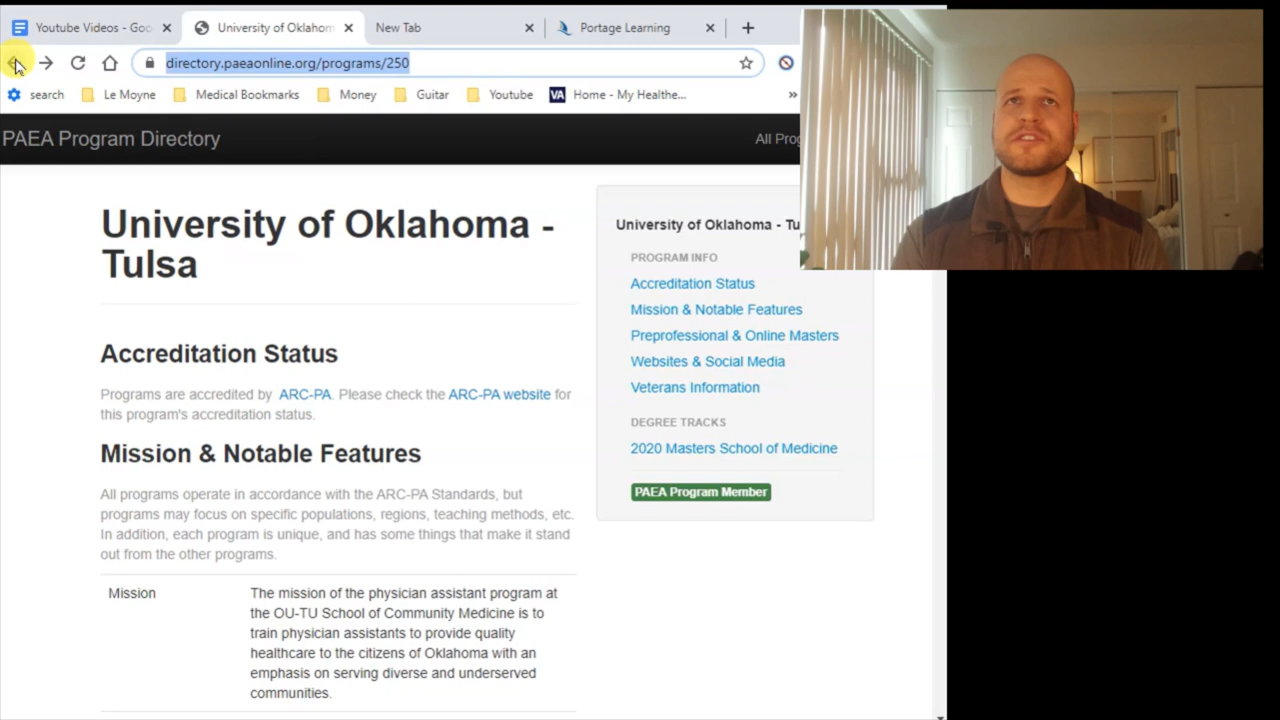 Youtube Videos - Goo
University of Oklahom
New Tab
Portage Learning
directory.paeaonline.org/programs/250
search
Le Moyne
Medical Bookmarks
Money
Guitar
Youtube
VA
Home - My Healthe...
»
PAEA Program Directory
All Prog
University of Oklahoma -
Tulsa
Accreditation Status
Programs are accredited by ARC-PA. Please check the ARC-PA website for
this program's accreditation status.
Mission & Notable Features
All programs operate in accordance with the ARC-PA Standards, but
programs may focus on specific populations, regions, teaching methods, etc.
In addition, each program is unique, and has some things that make it stand
out from the other programs.
Mission
The mission of the physician assistant program at
the OU-TU School of Community Medicine is to
train physician assistants to provide quality
healthcare to the citizens of Oklahoma with an
emphasis on serving diverse and underserved
communities.
University of Oklahoma - Tu
PROGRAM INFO
Accreditation Status
Mission & Notable Features
Preprofessional & Online Masters
Websites & Social Media
Veterans Information
DEGREE TRACKS
2020 Masters School of Medicine
PAEA Program Member